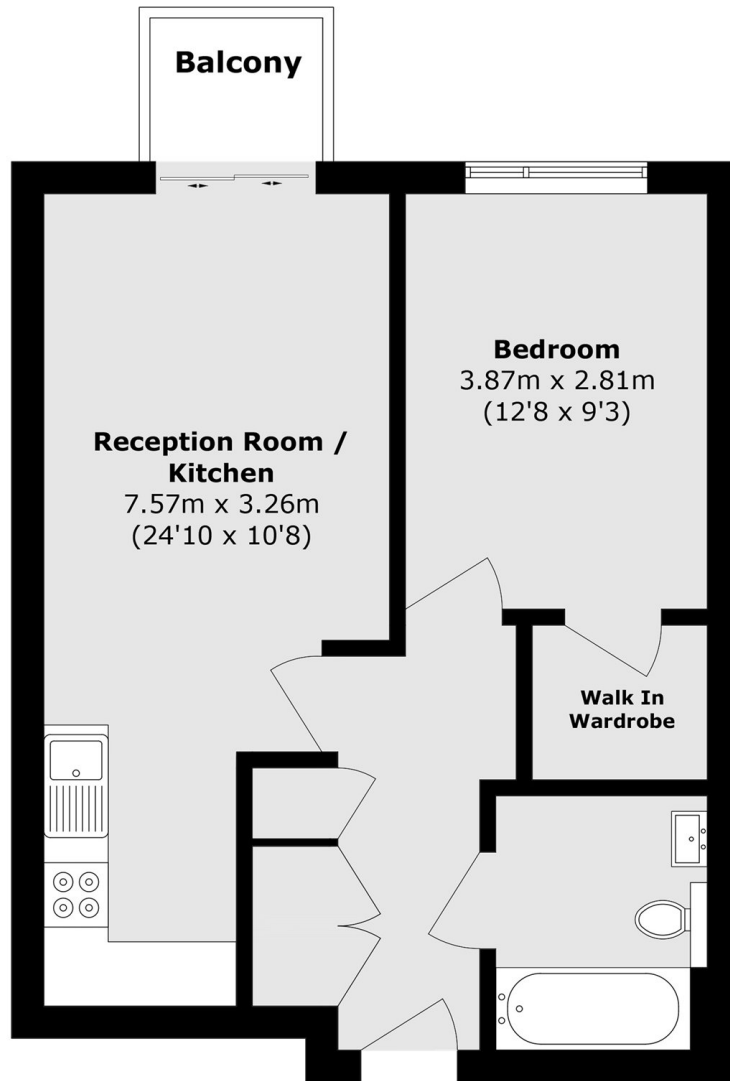 Balcony
Bedroom
3.87m x 2.81m
(12'8 x 9'3)
Reception Room /
Kitchen
7.57m x 3.26m
(24'10 x 10'8)
Walk In
Wardrobe